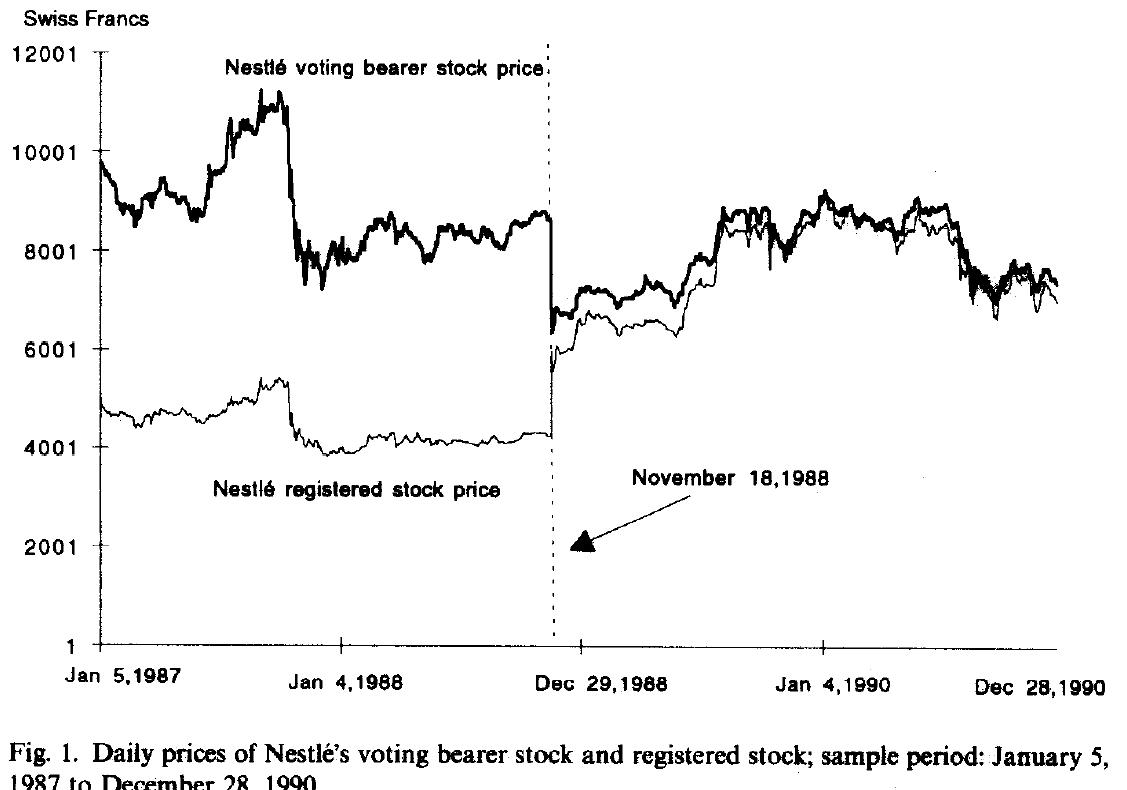 Swiss Francs
12001
Nestlé voting bearer stock price
10001
8001
6001
4001
Nestlé registered stock price
November 18,1988
2001
1
Jan 5,1987
Jan 4,1988
Dec 29,1988
Jan 4,1990
Dec 28,1990
Fig. 1. Daily prices of Nestlé's voting bearer stock and registered stock; sample period: January 5,
1987 to December 28, 1990